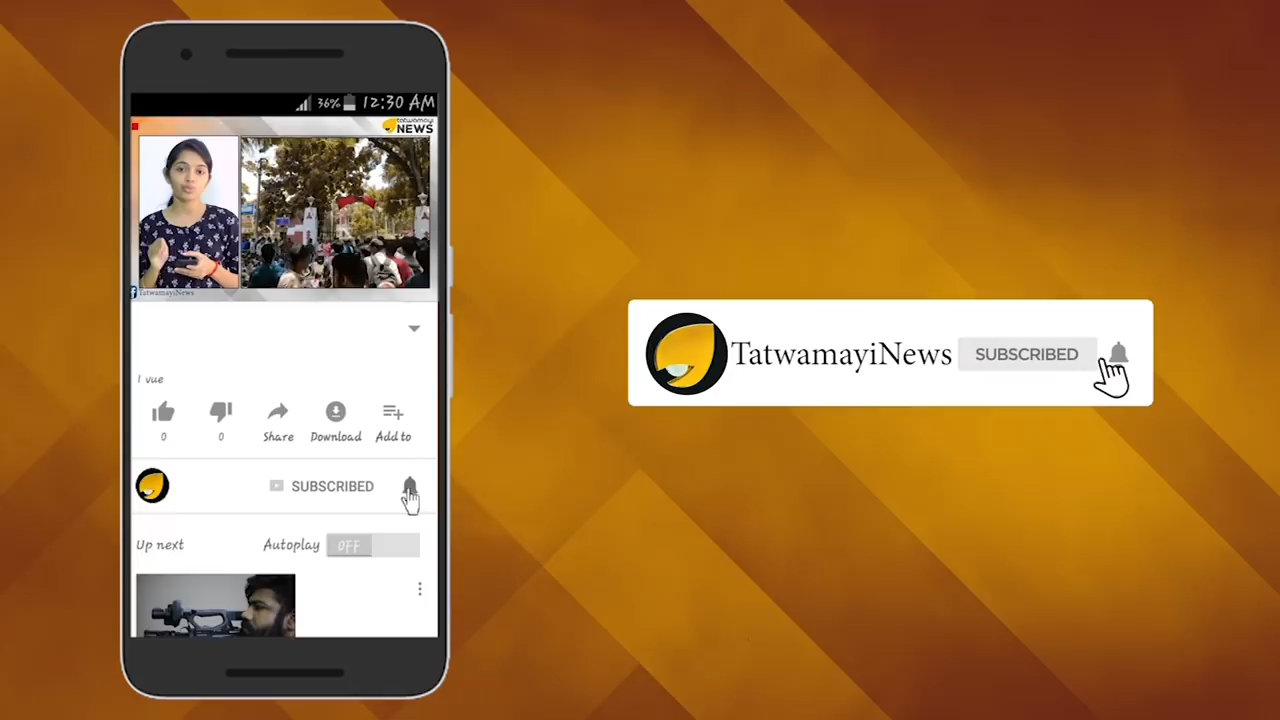 36% 12:30 AM
tatwamayi
NEWS
TatwamayiNews
1 vue
0 0 Share Download Add to
SUBSCRIBED
Up next Autoplay OFF
TatwamayiNews SUBSCRIBED